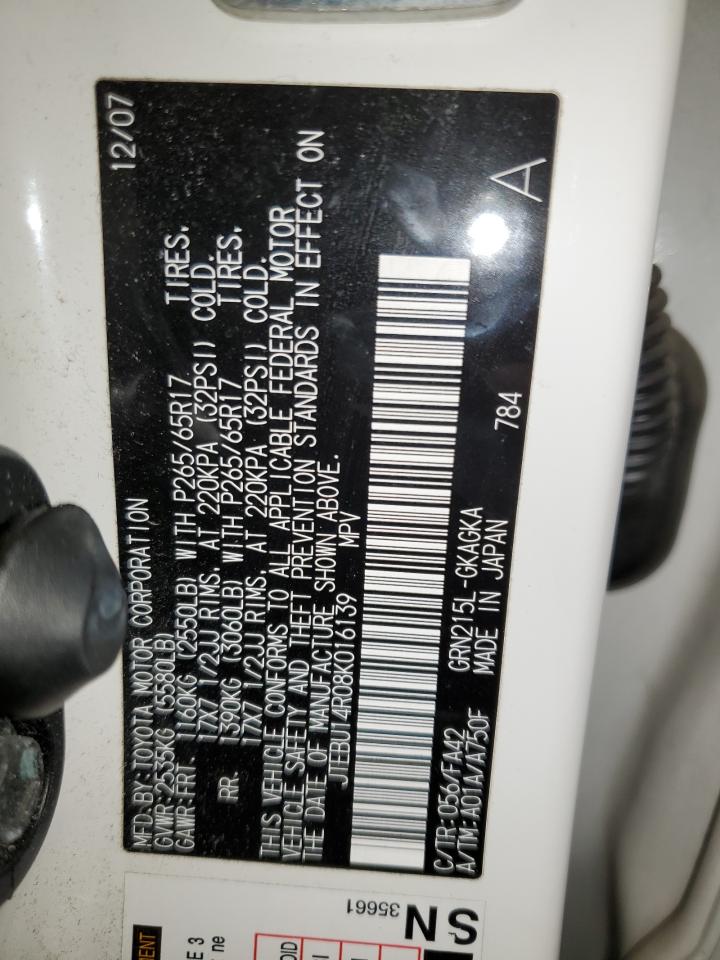 MFD. BY: TOYOTA MOTOR CORPORATION 12/07
GVWR: 2535KG (5580LB)
GAWR: FRT. 1160KG (2550LB) WITH P265/65R17 TIRES,
17X7 1/2JJ RIMS, AT 220KPA (32PSI) COLD.
RR. 1390KG (3060LB) WITH P265/65R17 TIRES,
17X7 1/2JJ RIMS, AT 220KPA (32PSI) COLD.
THIS VEHICLE CONFORMS TO ALL APPLICABLE FEDERAL MOTOR
VEHICLE SAFETY AND THEFT PREVENTION STANDARDS IN EFFECT ON
THE DATE OF MANUFACTURE SHOWN ABOVE.
JTEBU14R08K016139 MPV
C/TR: 056/FA42 GRN215L-GKAGKA
A/TM: A01A/A750F MADE IN JAPAN 784 A
E 3
ne
SN
35661